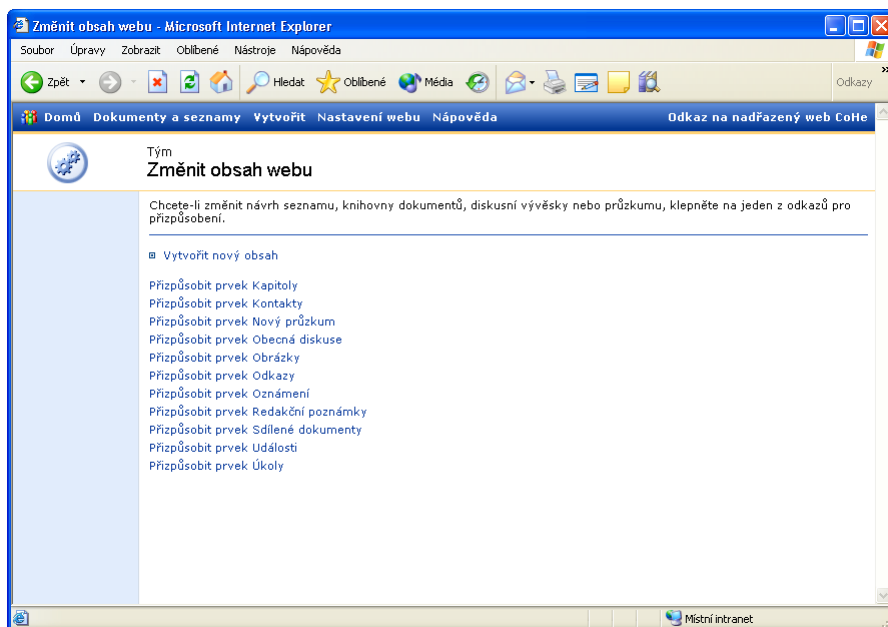 Změnit obsah webu - Microsoft Internet Explorer
Soubor Úpravy Zobrazit Oblíbené Nástroje Nápověda
Zpět Hledat Oblíbené Média Odkazy »
Domů Dokumenty a seznamy Vytvořit Nastavení webu Nápověda Odkaz na nadřazený web CoHe
Tým
Změnit obsah webu
Chcete-li změnit návrh seznamu, knihovny dokumentů, diskusní vývěsky nebo průzkumu, klepněte na jeden z odkazů pro
přizpůsobení.
Vytvořit nový obsah
Přizpůsobit prvek Kapitoly
Přizpůsobit prvek Kontakty
Přizpůsobit prvek Nový průzkum
Přizpůsobit prvek Obecná diskuse
Přizpůsobit prvek Obrázky
Přizpůsobit prvek Odkazy
Přizpůsobit prvek Oznámení
Přizpůsobit prvek Redakční poznámky
Přizpůsobit prvek Sdílené dokumenty
Přizpůsobit prvek Události
Přizpůsobit prvek Úkoly
Místní intranet